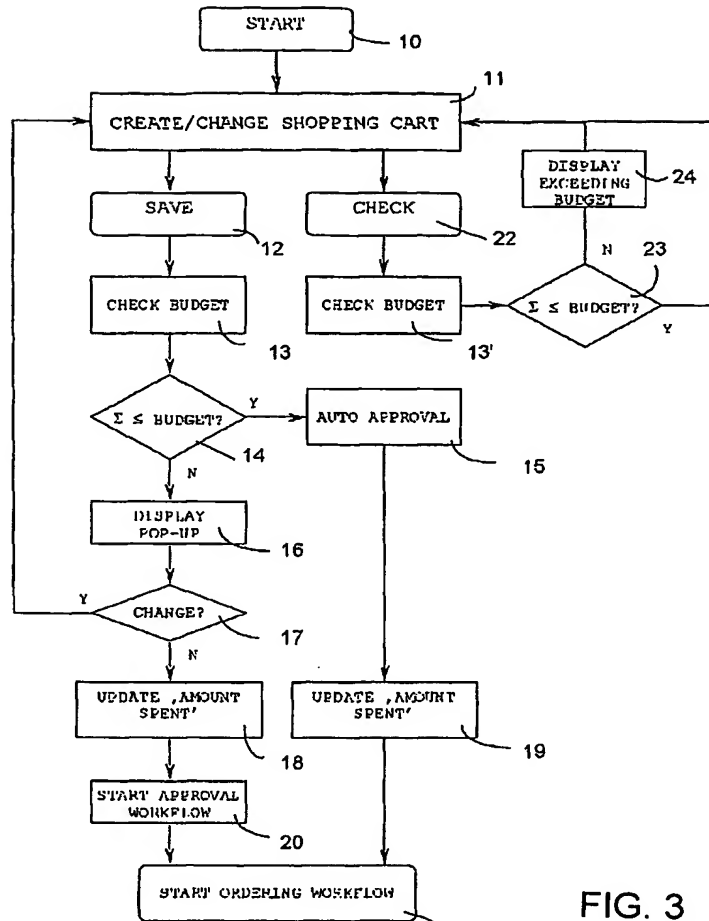 START
10
11
CREATE/CHANGE SHOPPING CART
DISPLAY
EXCEEDING
BUDGET
24
SAVE
12
CHECK
22
N
23
CHECK BUDGET
13
CHECK BUDGET
13'
Σ ≤ BUDGET?
Y
Σ ≤ BUDGET?
Y
14
N
AUTO APPROVAL
15
DISPLAY
POP-UP
16
Y
CHANGE?
17
N
UPDATE ‚AMOUNT
SPENT'
18
UPDATE ‚AMOUNT
SPENT'
19
START APPROVAL
WORKFLOW
20
START ORDERING WORKFLOW
FIG. 3